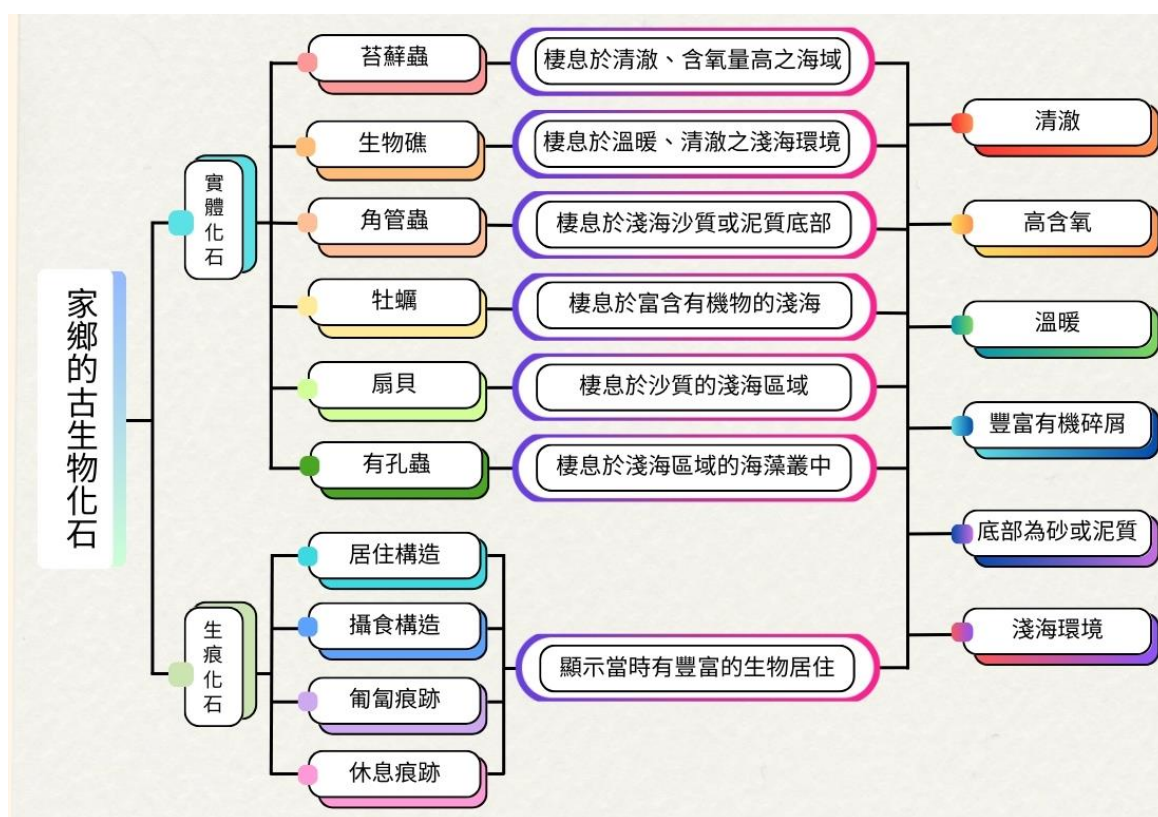 家鄉的古生物化石
實體化石
苔蘚蟲
棲息於清澈、含氧量高之海域
生物礁
棲息於溫暖、清澈之淺海環境
角管蟲
棲息於淺海沙質或泥質底部
牡蠣
棲息於富含有機物的淺海
扇貝
棲息於沙質的淺海區域
有孔蟲
棲息於淺海區域的海藻叢中
生痕化石
居住構造
攝食構造
匍匐痕跡
休息痕跡
顯示當時有豐富的生物居住
清澈
高含氧
溫暖
豐富有機碎屑
底部為砂或泥質
淺海環境